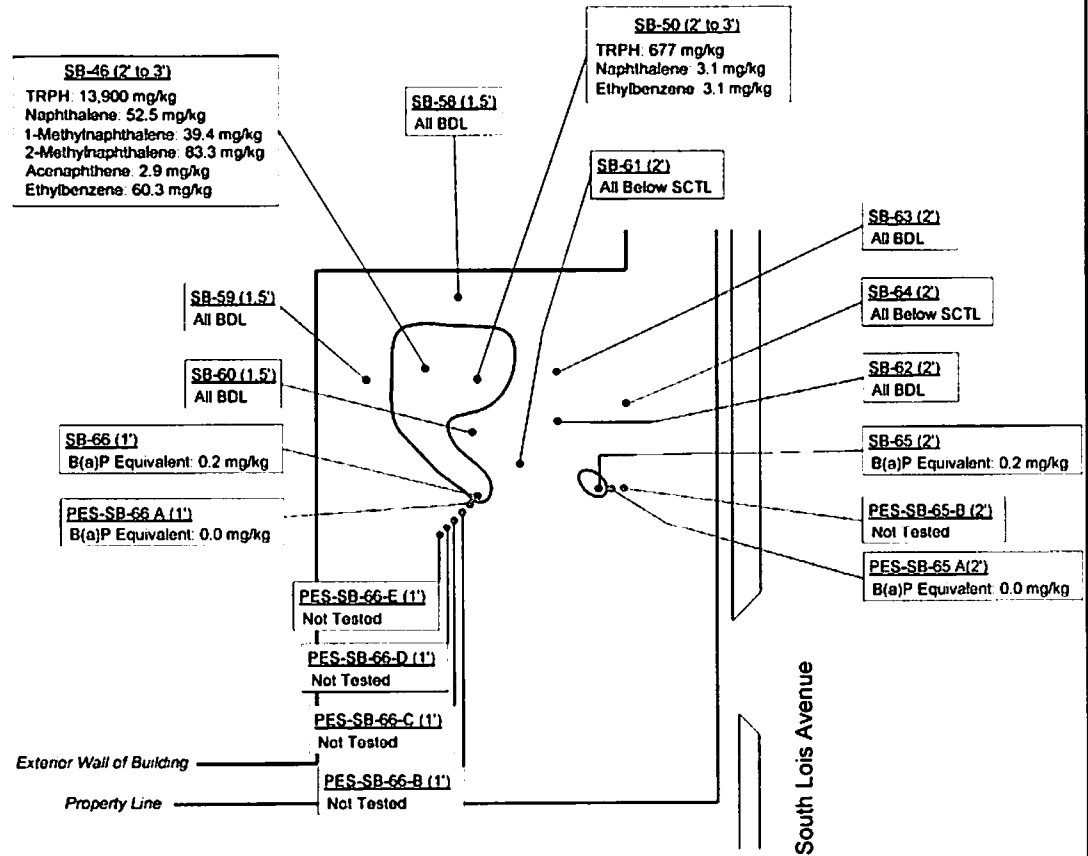 SB-50 (2' to 3')
TRPH: 677 mg/kg
Naphthalene: 3.1 mg/kg
Ethylbenzene: 3.1 mg/kg
SB-46 (2' to 3')
TRPH: 13,900 mg/kg
Naphthalene: 52.5 mg/kg
1-Methylnaphthalene: 39.4 mg/kg
2-Methylnaphthalene: 83.3 mg/kg
Acenaphthene: 2.9 mg/kg
Ethylbenzene: 60.3 mg/kg
SB-58 (1.5')
All BDL
SB-61 (2')
All Below SCTL
SB-63 (2')
All BDL
SB-59 (1.5')
All BDL
SB-64 (2')
All Below SCTL
SB-60 (1.5')
All BDL
SB-62 (2')
All BDL
SB-66 (1')
B(a)P Equivalent: 0.2 mg/kg
SB-65 (2')
B(a)P Equivalent: 0.2 mg/kg
PES-SB-66 A (1')
B(a)P Equivalent: 0.0 mg/kg
PES-SB-65-B (2')
Not Tested
PES-SB-65 A(2')
B(a)P Equivalent: 0.0 mg/kg
PES-SB-66-E (1')
Not Tested
PES-SB-66-D (1')
Not Tested
PES-SB-66-C (1')
Not Tested
PES-SB-66-B (1')
Not Tested
Exterior Wall of Building
Property Line
South Lois Avenue